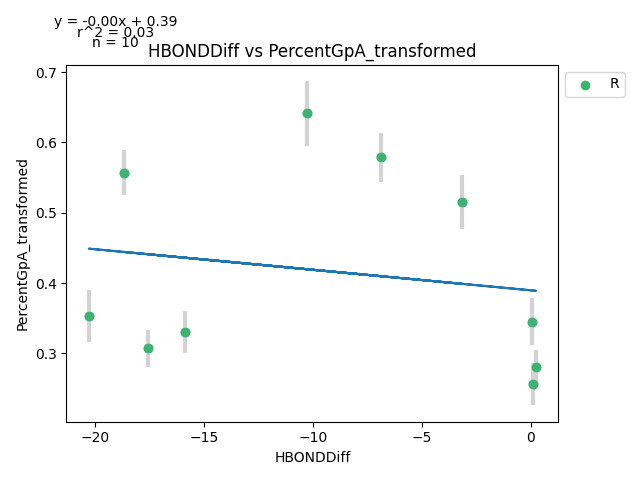 y = -0.00x + 0.39
r^2 = 0.03
n = 10
HBONDDiff vs PercentGpA_transformed
R
PercentGpA_transformed
0.7
0.6
0.5
0.4
0.3
−20
−15
−10
−5
0
HBONDDiff